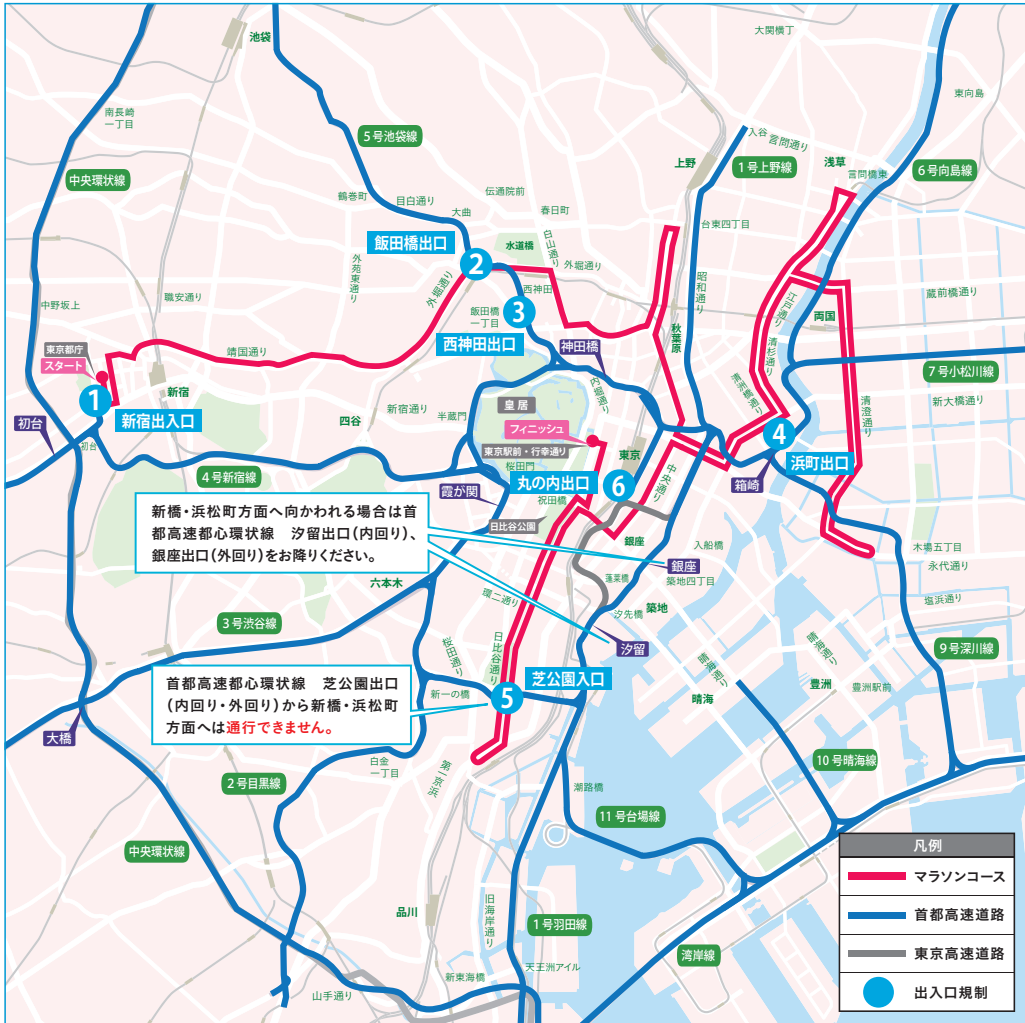 池袋
大関横丁
東向島
南長崎
一丁目
5号池袋線
入谷
言問通り
浅草
上野
1号上野線
言問橋東
6号向島線
中央環状線
鶴巻町
目白通り
伝通院前
大曲
春日町
台東四丁目
飯田橋出口
水道橋
白山通り
外堀通り
2
外苑東通り
外堀通り
西神田
昭和通り
江戸通り
蔵前橋通り
中野坂上
職安通り
飯田橋
一丁目
3
両国
秋葉原
清杉通り
東京都庁
スタート
靖国通り
西神田出口
神田橋
7号小松川線
新宿
内堀通り
清洲橋通り
清澄通り
新大橋通り
1
新宿出入口
四谷
新宿通り
半蔵門
皇居
初台
初台
フィニッシュ
4
東京駅前・行幸通り
東京
浜町出口
4号新宿線
桜田門
丸の内出口
6
中央通り
箱崎
霞が関
祝田橋
新橋・浜松町方面へ向かわれる場合は首
都高速都心環状線　汐留出口(内回り)、
銀座出口(外回り)をお降りください。
日比谷公園
銀座
入船橋
木場五丁目
永代通り
銀座
蓬莱橋
築地四丁目
六本木
環二通り
築地
塩浜通り
汐先橋
3号渋谷線
汐留
桜田通り
日比谷通り
晴海通り
晴海通り
9号深川線
首都高速都心環状線　芝公園出口
(内回り・外回り)から新橋・浜松町
方面へは通行できません。
新一の橋
芝公園入口
5
晴海
豊洲
豊洲駅前
大橋
白金
一丁目
第一京浜
2号目黒線
潮路橋
10号晴海線
11号台場線
中央環状線
凡例
マラソンコース
首都高速道路
東京高速道路
出入口規制
品川
旧海岸通り
1号羽田線
湾岸線
新東海橋
天王洲アイル
山手通り